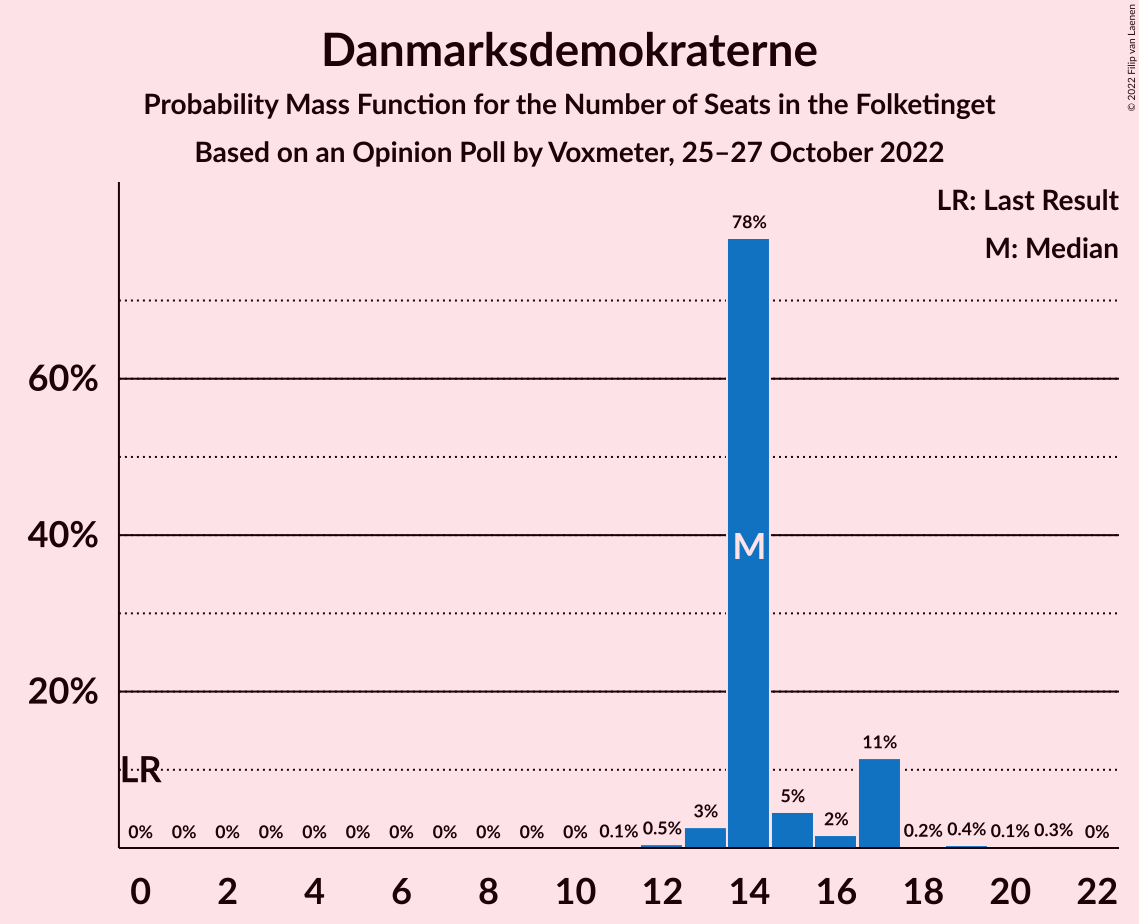 Danmarksdemokraterne
Probability Mass Function for the Number of Seats in the Folketinget
Based on an Opinion Poll by Voxmeter, 25–27 October 2022
© 2022 Filip van Laenen
LR: Last Result
M: Median
78%
60%
40%
M
20%
11%
LR
0% 0% 0% 0% 0% 0% 0% 0% 0% 0% 0% 0.1% 0.5% 3% 5% 2% 0.2% 0.4% 0.1% 0.3% 0%
0 2 4 6 8 10 12 14 16 18 20 22